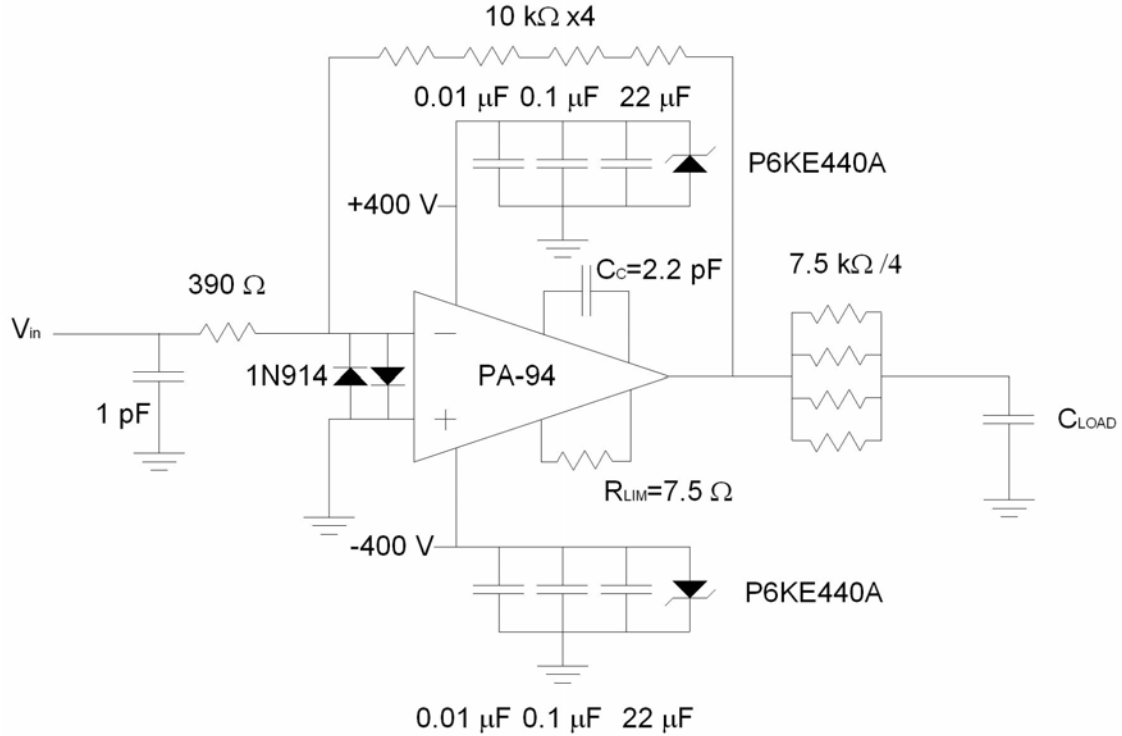 10 kΩ x4
0.01 μF 0.1 μF 22 μF
P6KE440A
+400 V
CC=2.2 pF
7.5 kΩ /4
390 Ω
Vin
1N914
PA-94
1 pF
CLOAD
RLIM=7.5 Ω
-400 V
P6KE440A
0.01 μF 0.1 μF 22 μF